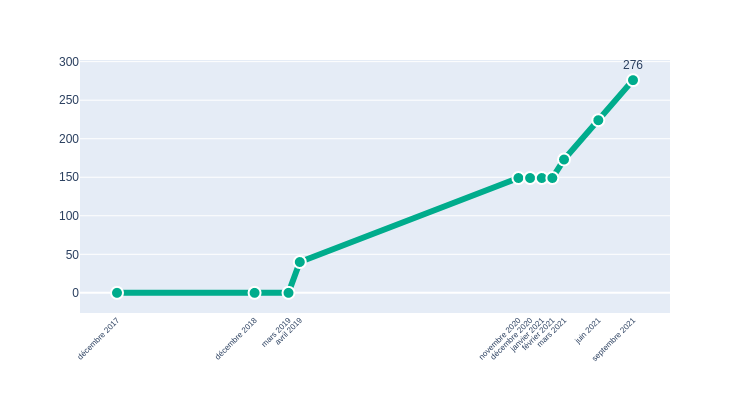 300
276
250
200
150
100
50
0
décembre 2017
décembre 2018
mars 2019
avril 2019
novembre 2020
décembre 2020
janvier 2021
février 2021
mars 2021
juin 2021
septembre 2021